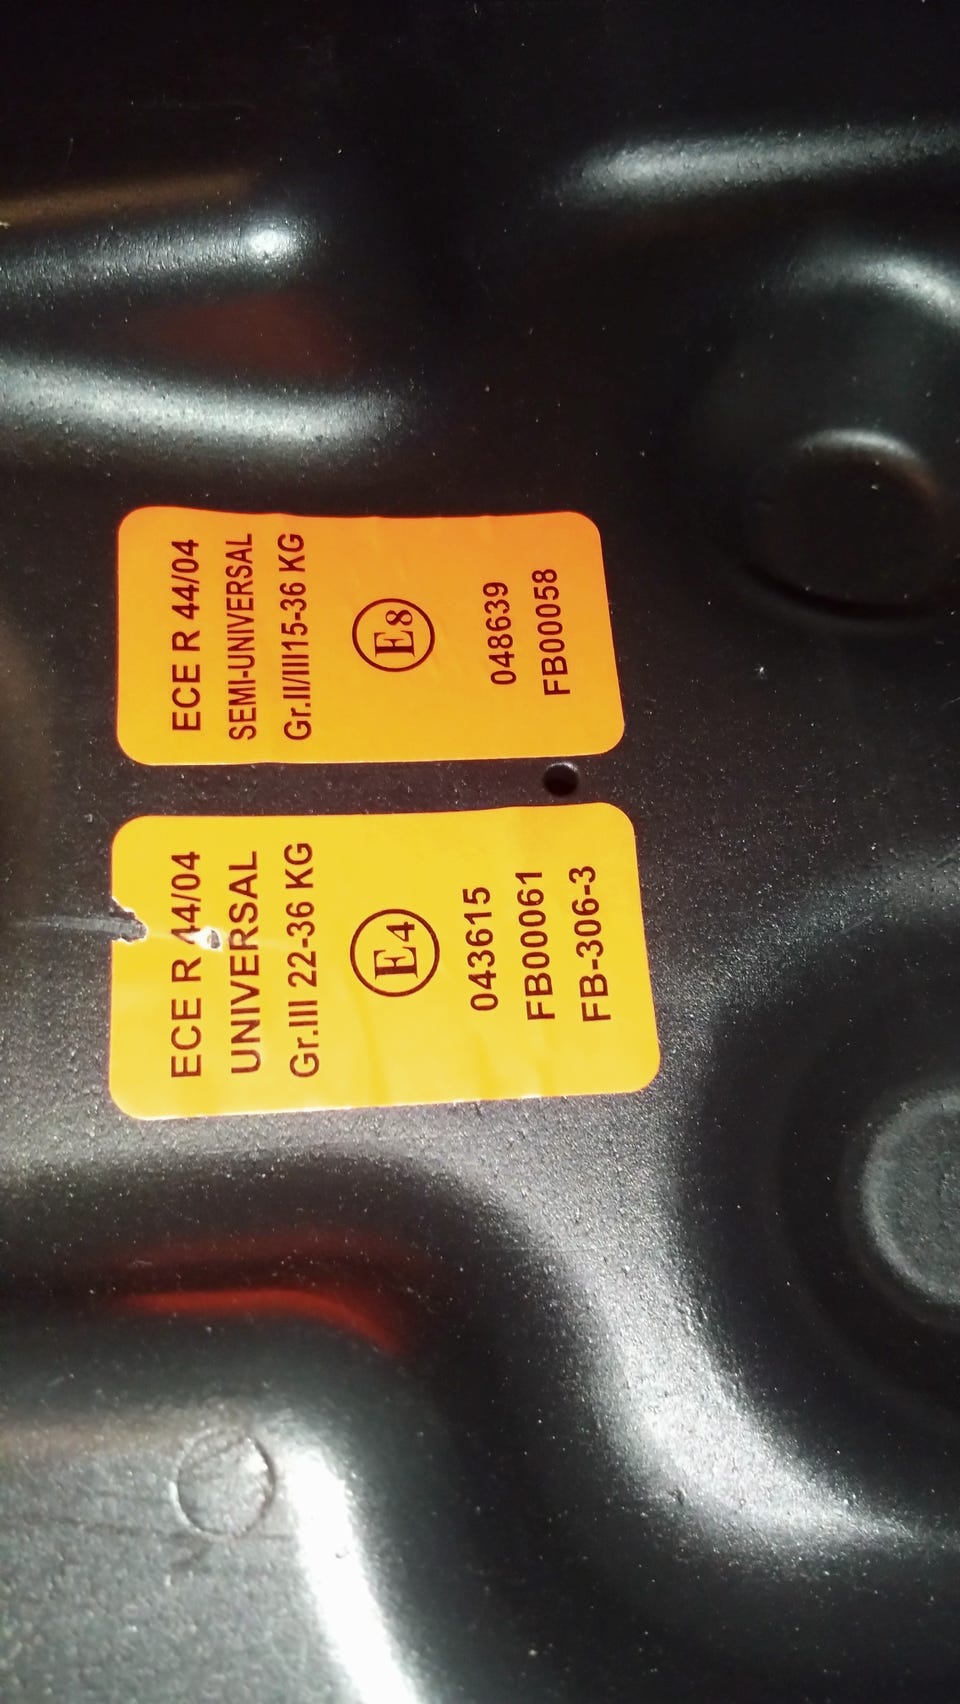 ECE R 44/04
SEMI-UNIVERSAL
Gr.II/III15-36 KG
E8
048639
FB00058
ECE R 44/04
UNIVERSAL
Gr.III 22-36 KG
E4
043615
FB00061
FB-306-3